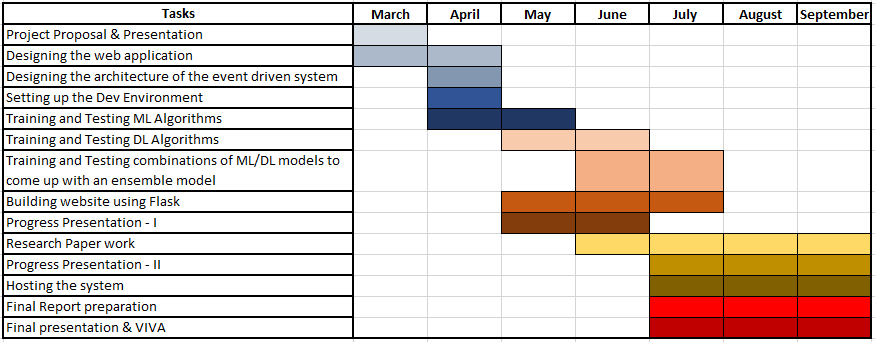 Tasks March April May June July August September
Project Proposal & Presentation
Designing the web application
Designing the architecture of the event driven system
Setting up the Dev Environment
Training and Testing ML Algorithms
Training and Testing DL Algorithms
Training and Testing combinations of ML/DL models to
come up with an ensemble model
Building website using Flask
Progress Presentation - I
Research Paper work
Progress Presentation - II
Hosting the system
Final Report preparation
Final presentation & VIVA